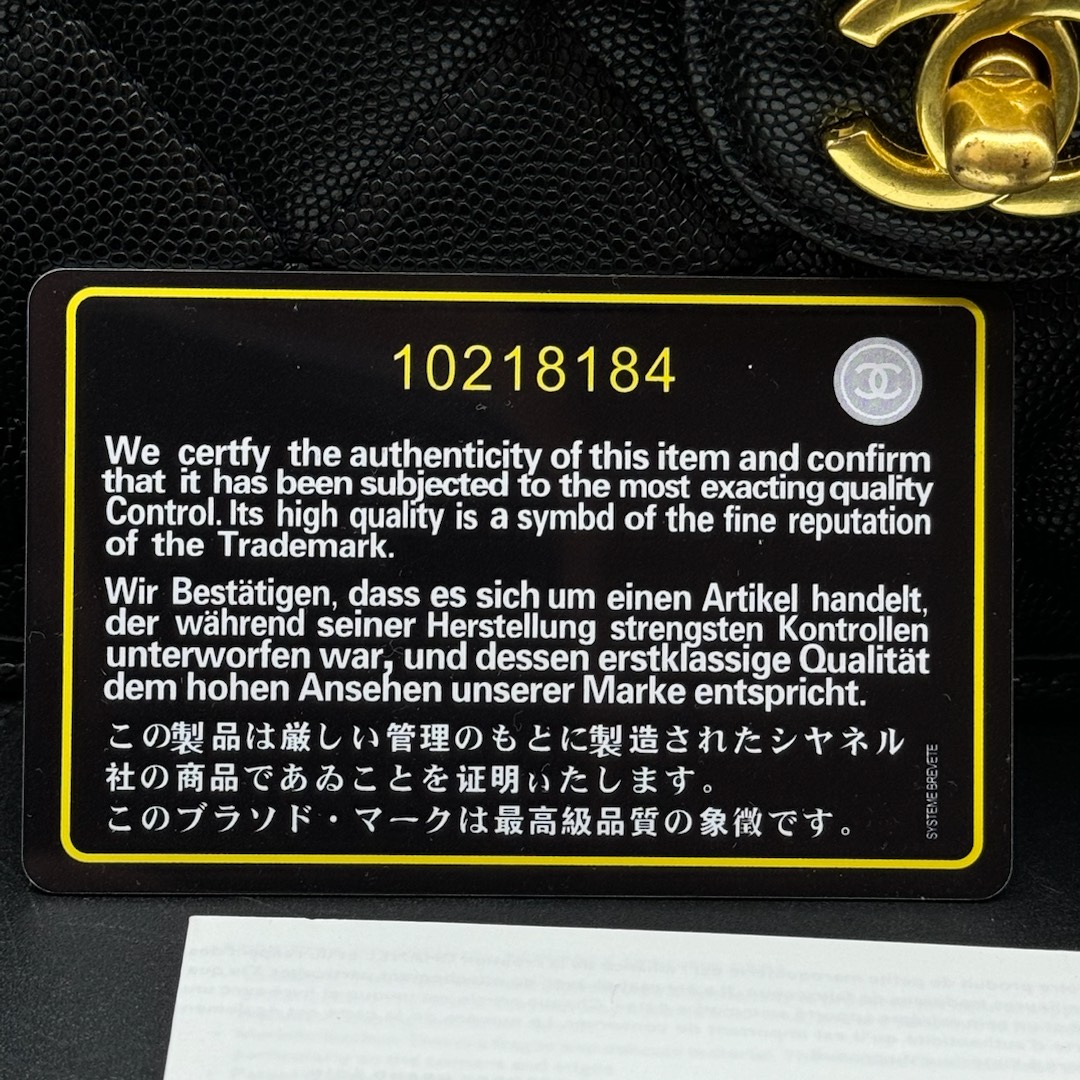 10218184
We certfy the authenticity of this item and confirm
that it has been subjected to the most exacting quality
Control. Its high quality is a symbd of the fine reputation
of the Trademark.
Wir Bestätigen, dass es sich um einen Artikel handelt,
der während seiner Herstellung strengsten Kontrollen
unterworfen war, und dessen erstklassige Qualität
dem hohen Ansehen unserer Marke entspricht.
この製品は厳しい管理のもとに製造されたシヤネル
社の商品であゐことを证明ぃたします。
このブラソド・マークは最高級品質の象徴です。
SYSTEME BREVETE